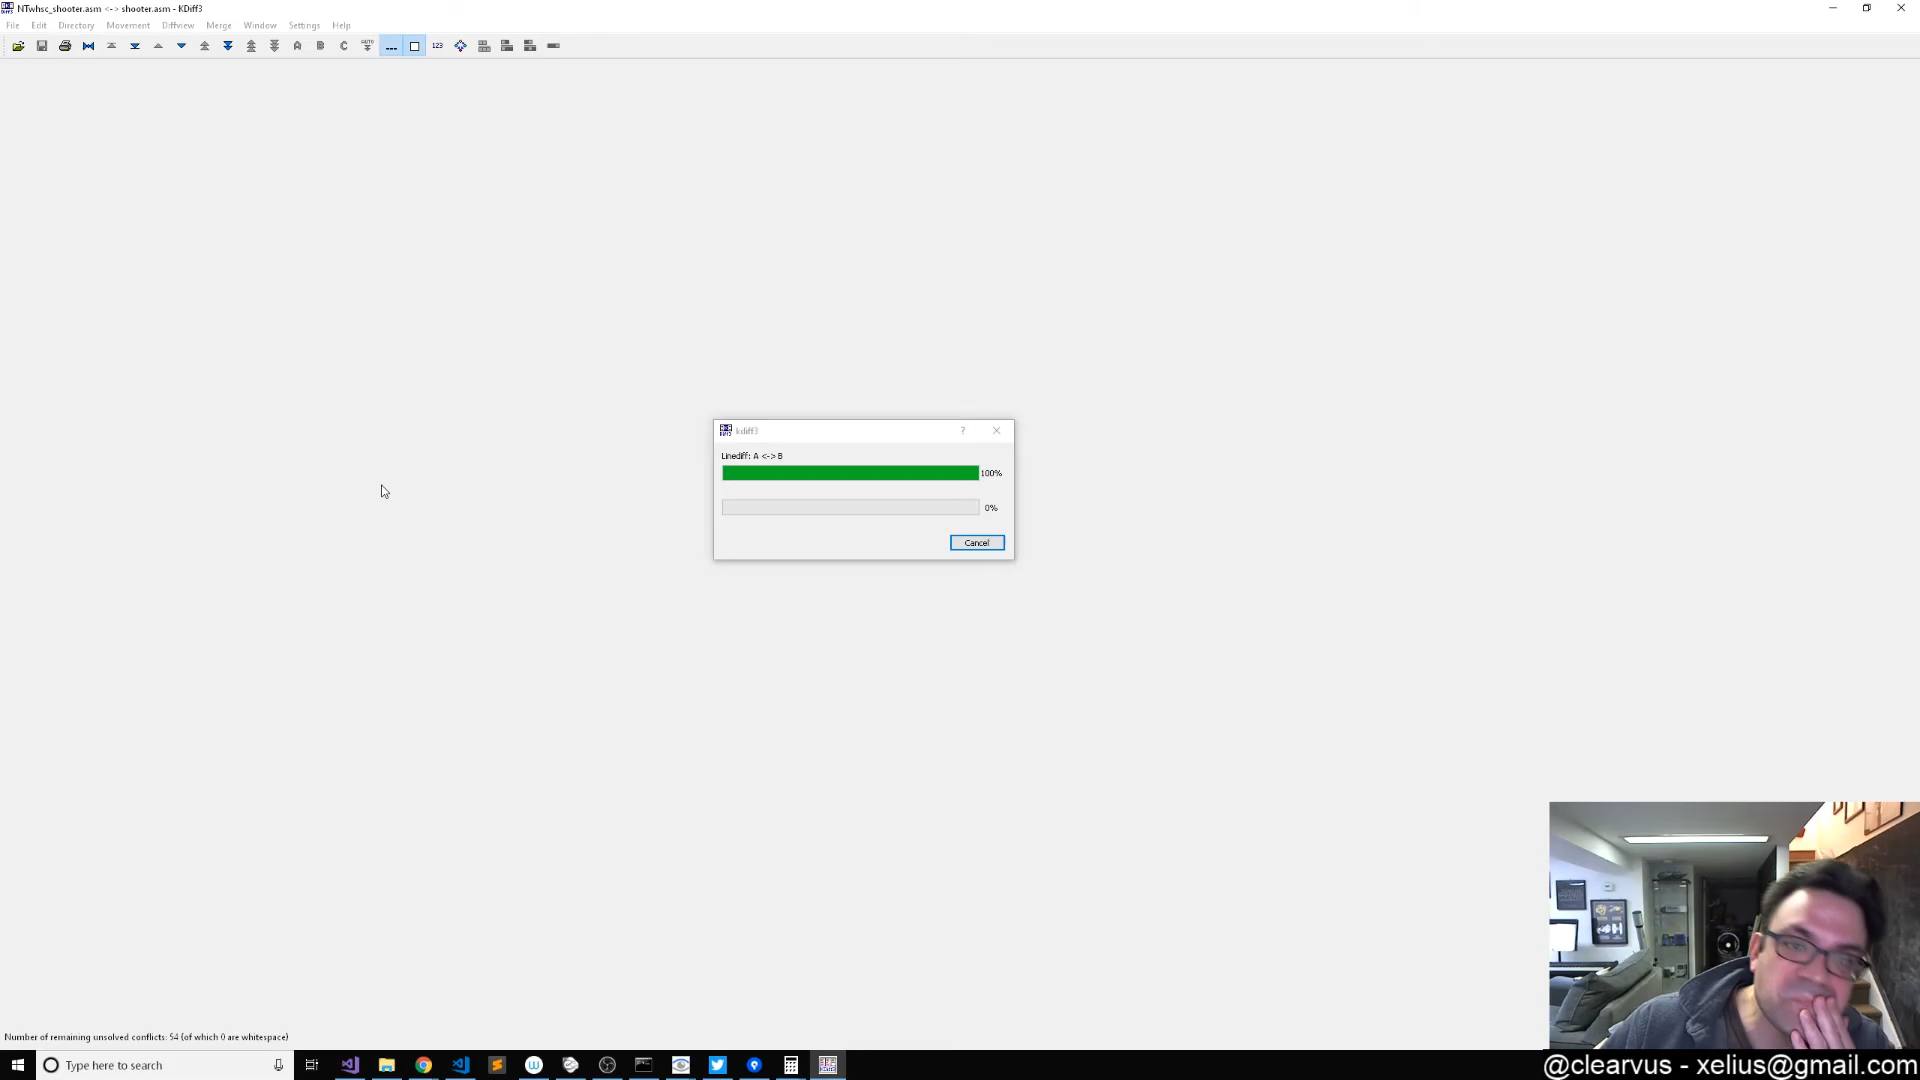 NTwhsc_shooter.asm <-> shooter.asm - KDiff3
File Edit Directory Movement Diffview Merge Window Settings Help
A B C AUTO 123
kdiff3
Linediff: A <-> B
100%
0%
Cancel
Number of remaining unsolved conflicts: 54 (of which 0 are whitespace)
Type here to search
@clearvus - xelius@gmail.com